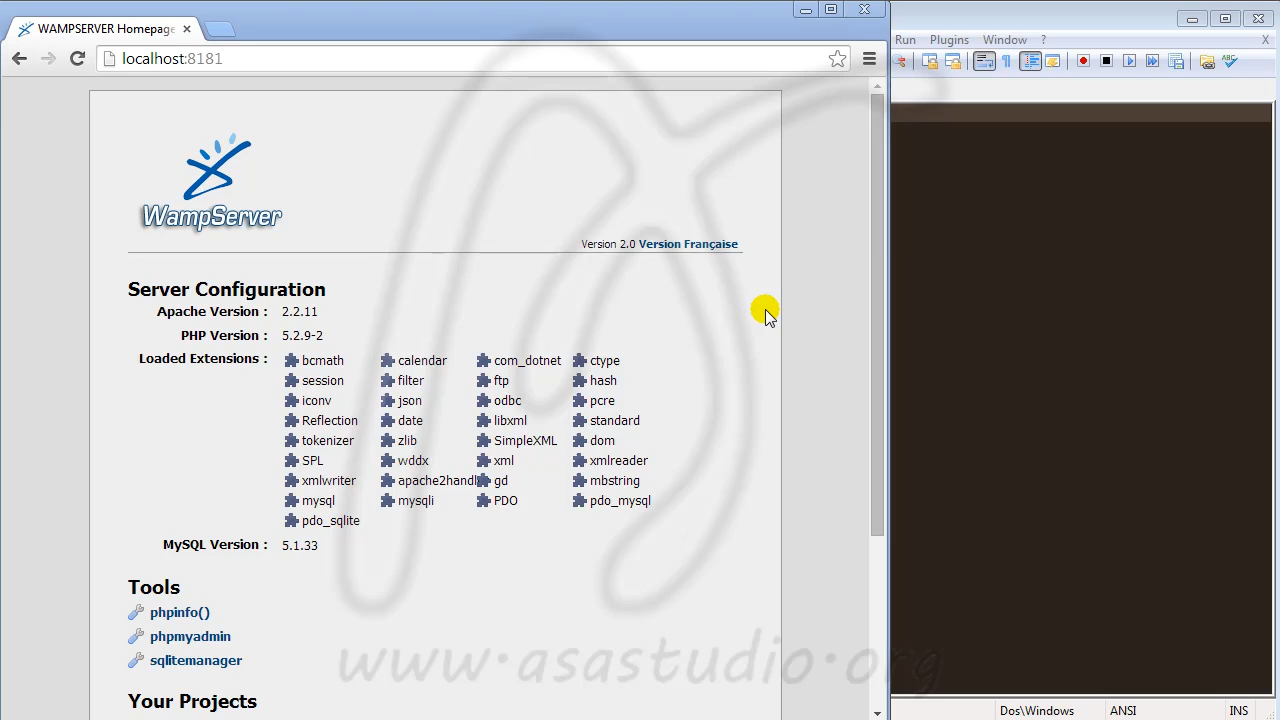 WAMPSERVER Homepage
localhost:8181
Run Plugins Window ? X
WampServer
Version 2.0 Version Française
Server Configuration
Apache Version : 2.2.11
PHP Version : 5.2.9-2
Loaded Extensions : bcmath calendar com_dotnet ctype
session filter ftp hash
iconv json odbc pcre
Reflection date libxml standard
tokenizer zlib SimpleXML dom
SPL wddx xml xmlreader
xmlwriter apache2handl gd mbstring
mysql mysqli PDO pdo_mysql
pdo_sqlite
MySQL Version : 5.1.33
Tools
phpinfo()
phpmyadmin
sqlitemanager
Your Projects
www.asastudio.org
Dos\Windows ANSI INS